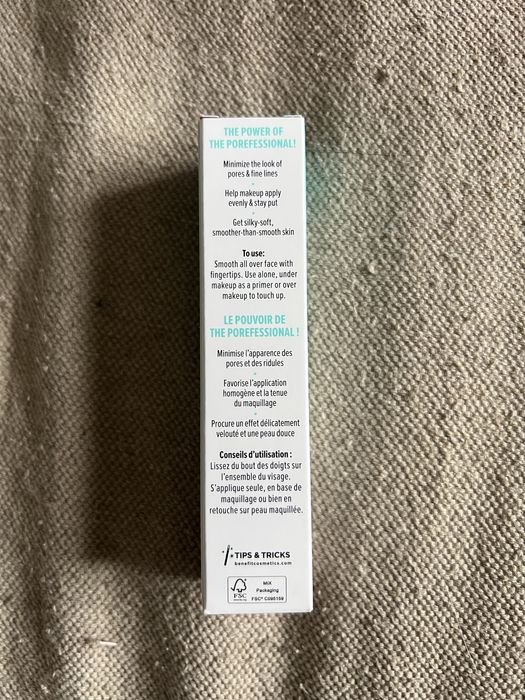 THE POWER OF
THE POREFESSIONAL!
Minimize the look of
pores & fine lines
Help makeup apply
evenly & stay put
Get silky-soft,
smoother-than-smooth skin
To use:
Smooth all over face with
fingertips. Use alone, under
makeup as a primer or over
makeup to touch up.
LE POUVOIR DE
THE POREFESSIONAL !
Minimise l'apparence des
pores et des ridules
Favorise l'application
homogène et la tenue
du maquillage
Procure un effet délicatement
velouté et une peau douce
Conseils d'utilisation :
Lissez du bout des doigts sur
l'ensemble du visage.
S'applique seule, en base de
maquillage ou bien en
retouche sur peau maquillée.
TIPS & TRICKS
benefitcosmetics.com
FSC
MIX
Packaging
FSC® C095159